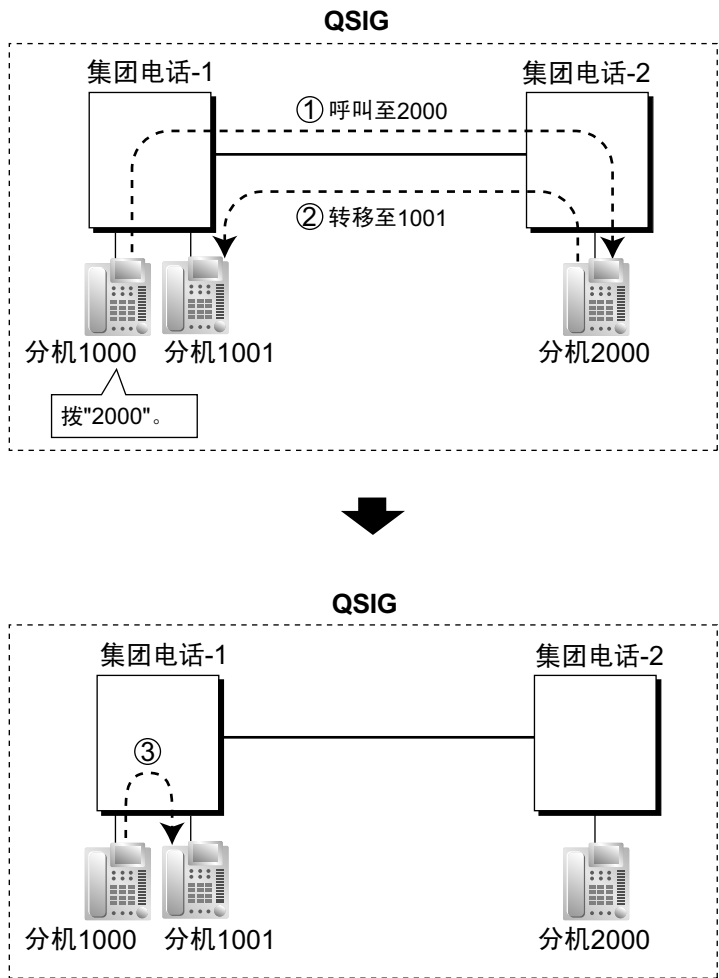 QSIG
集团电话-1
集团电话-2
①呼叫至2000
②转移至1001
分机1000
分机1001
分机2000
拨"2000"。
QSIG
集团电话-1
集团电话-2
③
分机1000
分机1001
分机2000